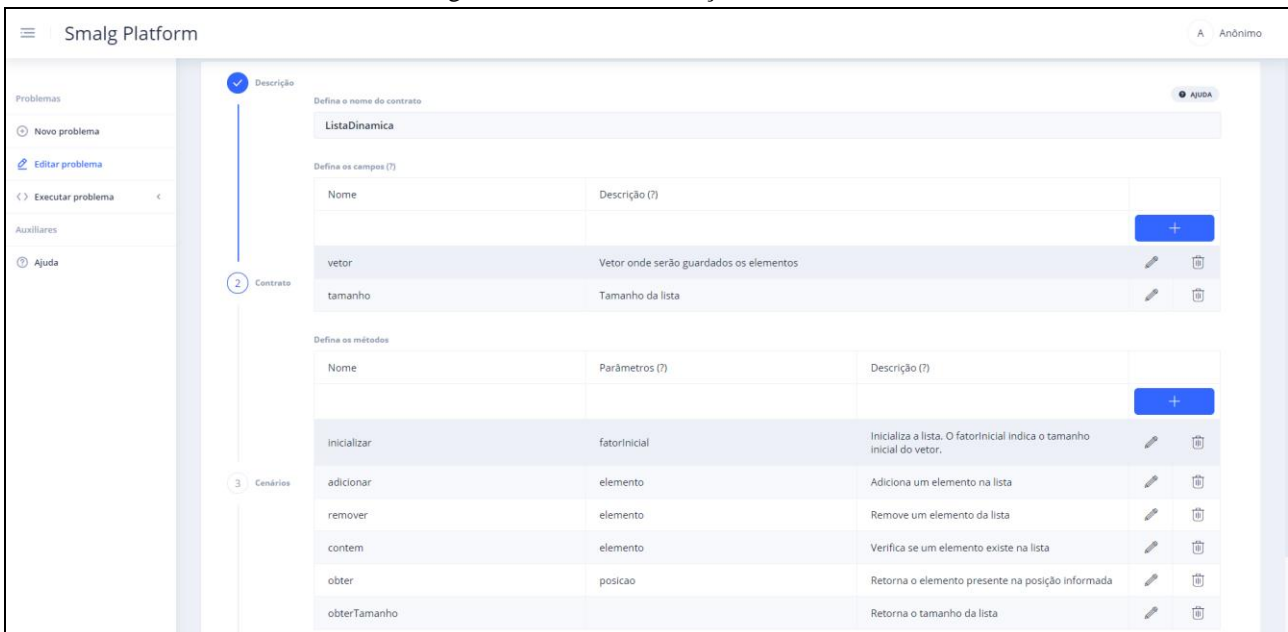 Smalg Platform
A Anônimo
Problemas
Novo problema
Editar problema
Executar problema
Auxiliares
Ajuda
Descrição
2 Contrato
3 Cenários
AJUDA
Defina o nome do contrato
ListaDinamica
Defina os campos (?)
Nome Descrição (?)
+
vetor Vetor onde serão guardados os elementos
tamanho Tamanho da lista
Defina os métodos
Nome Parâmetros (?) Descrição (?)
+
inicializar fatorInicial Inicializa a lista. O fatorInicial indica o tamanho
inicial do vetor.
adicionar elemento Adiciona um elemento na lista
remover elemento Remove um elemento da lista
contem elemento Verifica se um elemento existe na lista
obter posicao Retorna o elemento presente na posição informada
obterTamanho Retorna o tamanho da lista